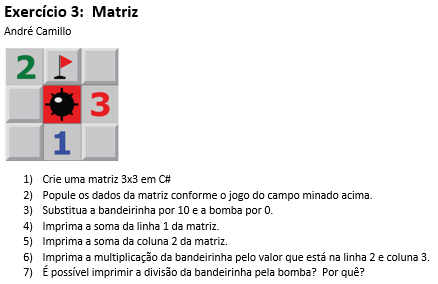 Exercício 3: Matriz
André Camillo
2
3
1
1) Crie uma matriz 3x3 em C#
2) Popule os dados da matriz conforme o jogo do campo minado acima.
3) Substitua a bandeirinha por 10 e a bomba por 0.
4) Imprima a soma da linha 1 da matriz.
5) Imprima a soma da coluna 2 da matriz.
6) Imprima a multiplicação da bandeirinha pelo valor que está na linha 2 e coluna 3.
7) É possível imprimir a divisão da bandeirinha pela bomba? Por quê?